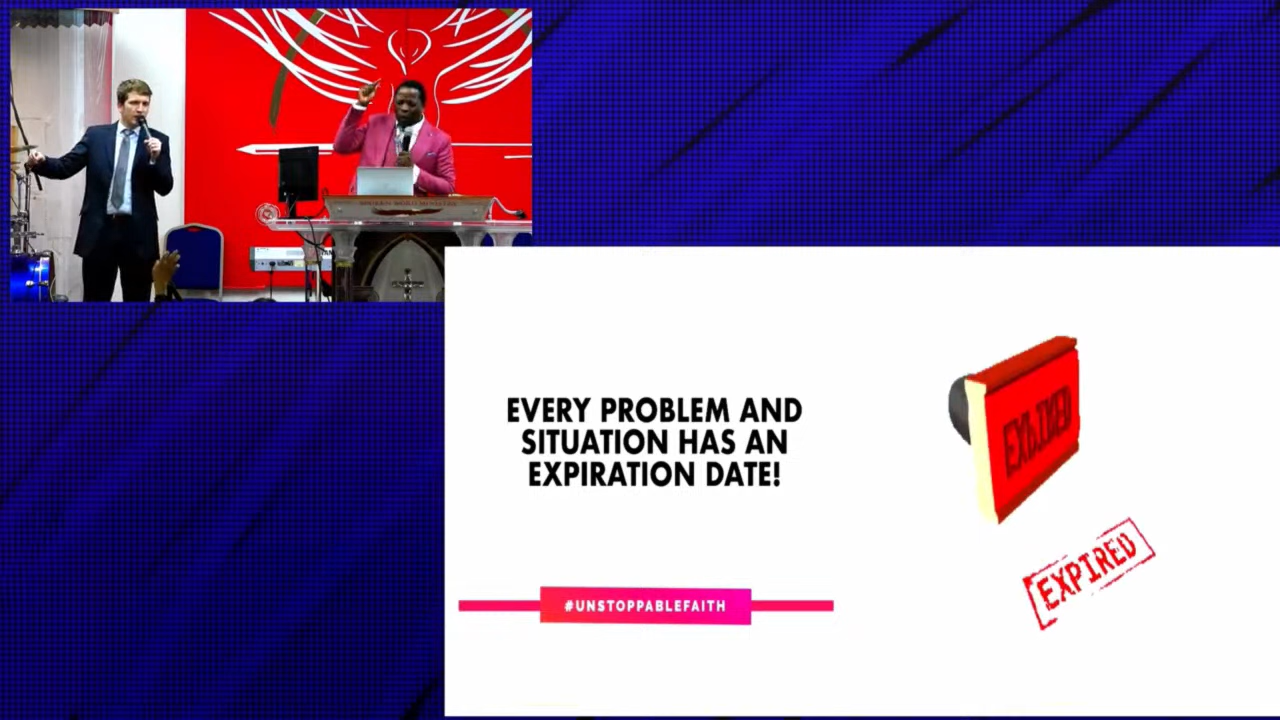 EVERY PROBLEM AND
SITUATION HAS AN
EXPIRATION DATE!
EXPIRED
EXPIRED
#UNSTOPPABLEFAITH